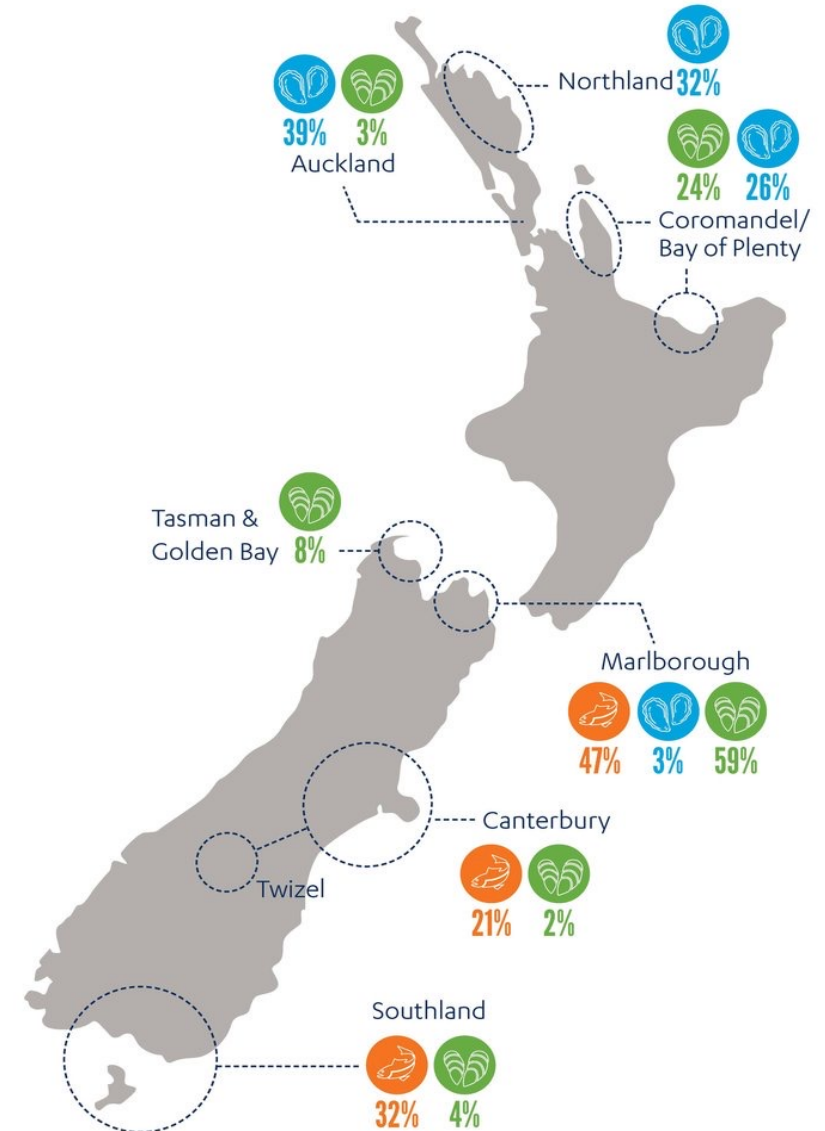 Northland 32%
39% 3%
Auckland
24% 26%
Coromandel/
Bay of Plenty
Tasman &
Golden Bay 8%
Marlborough
47% 3% 59%
Canterbury
21% 2%
Twizel
Southland
32% 4%